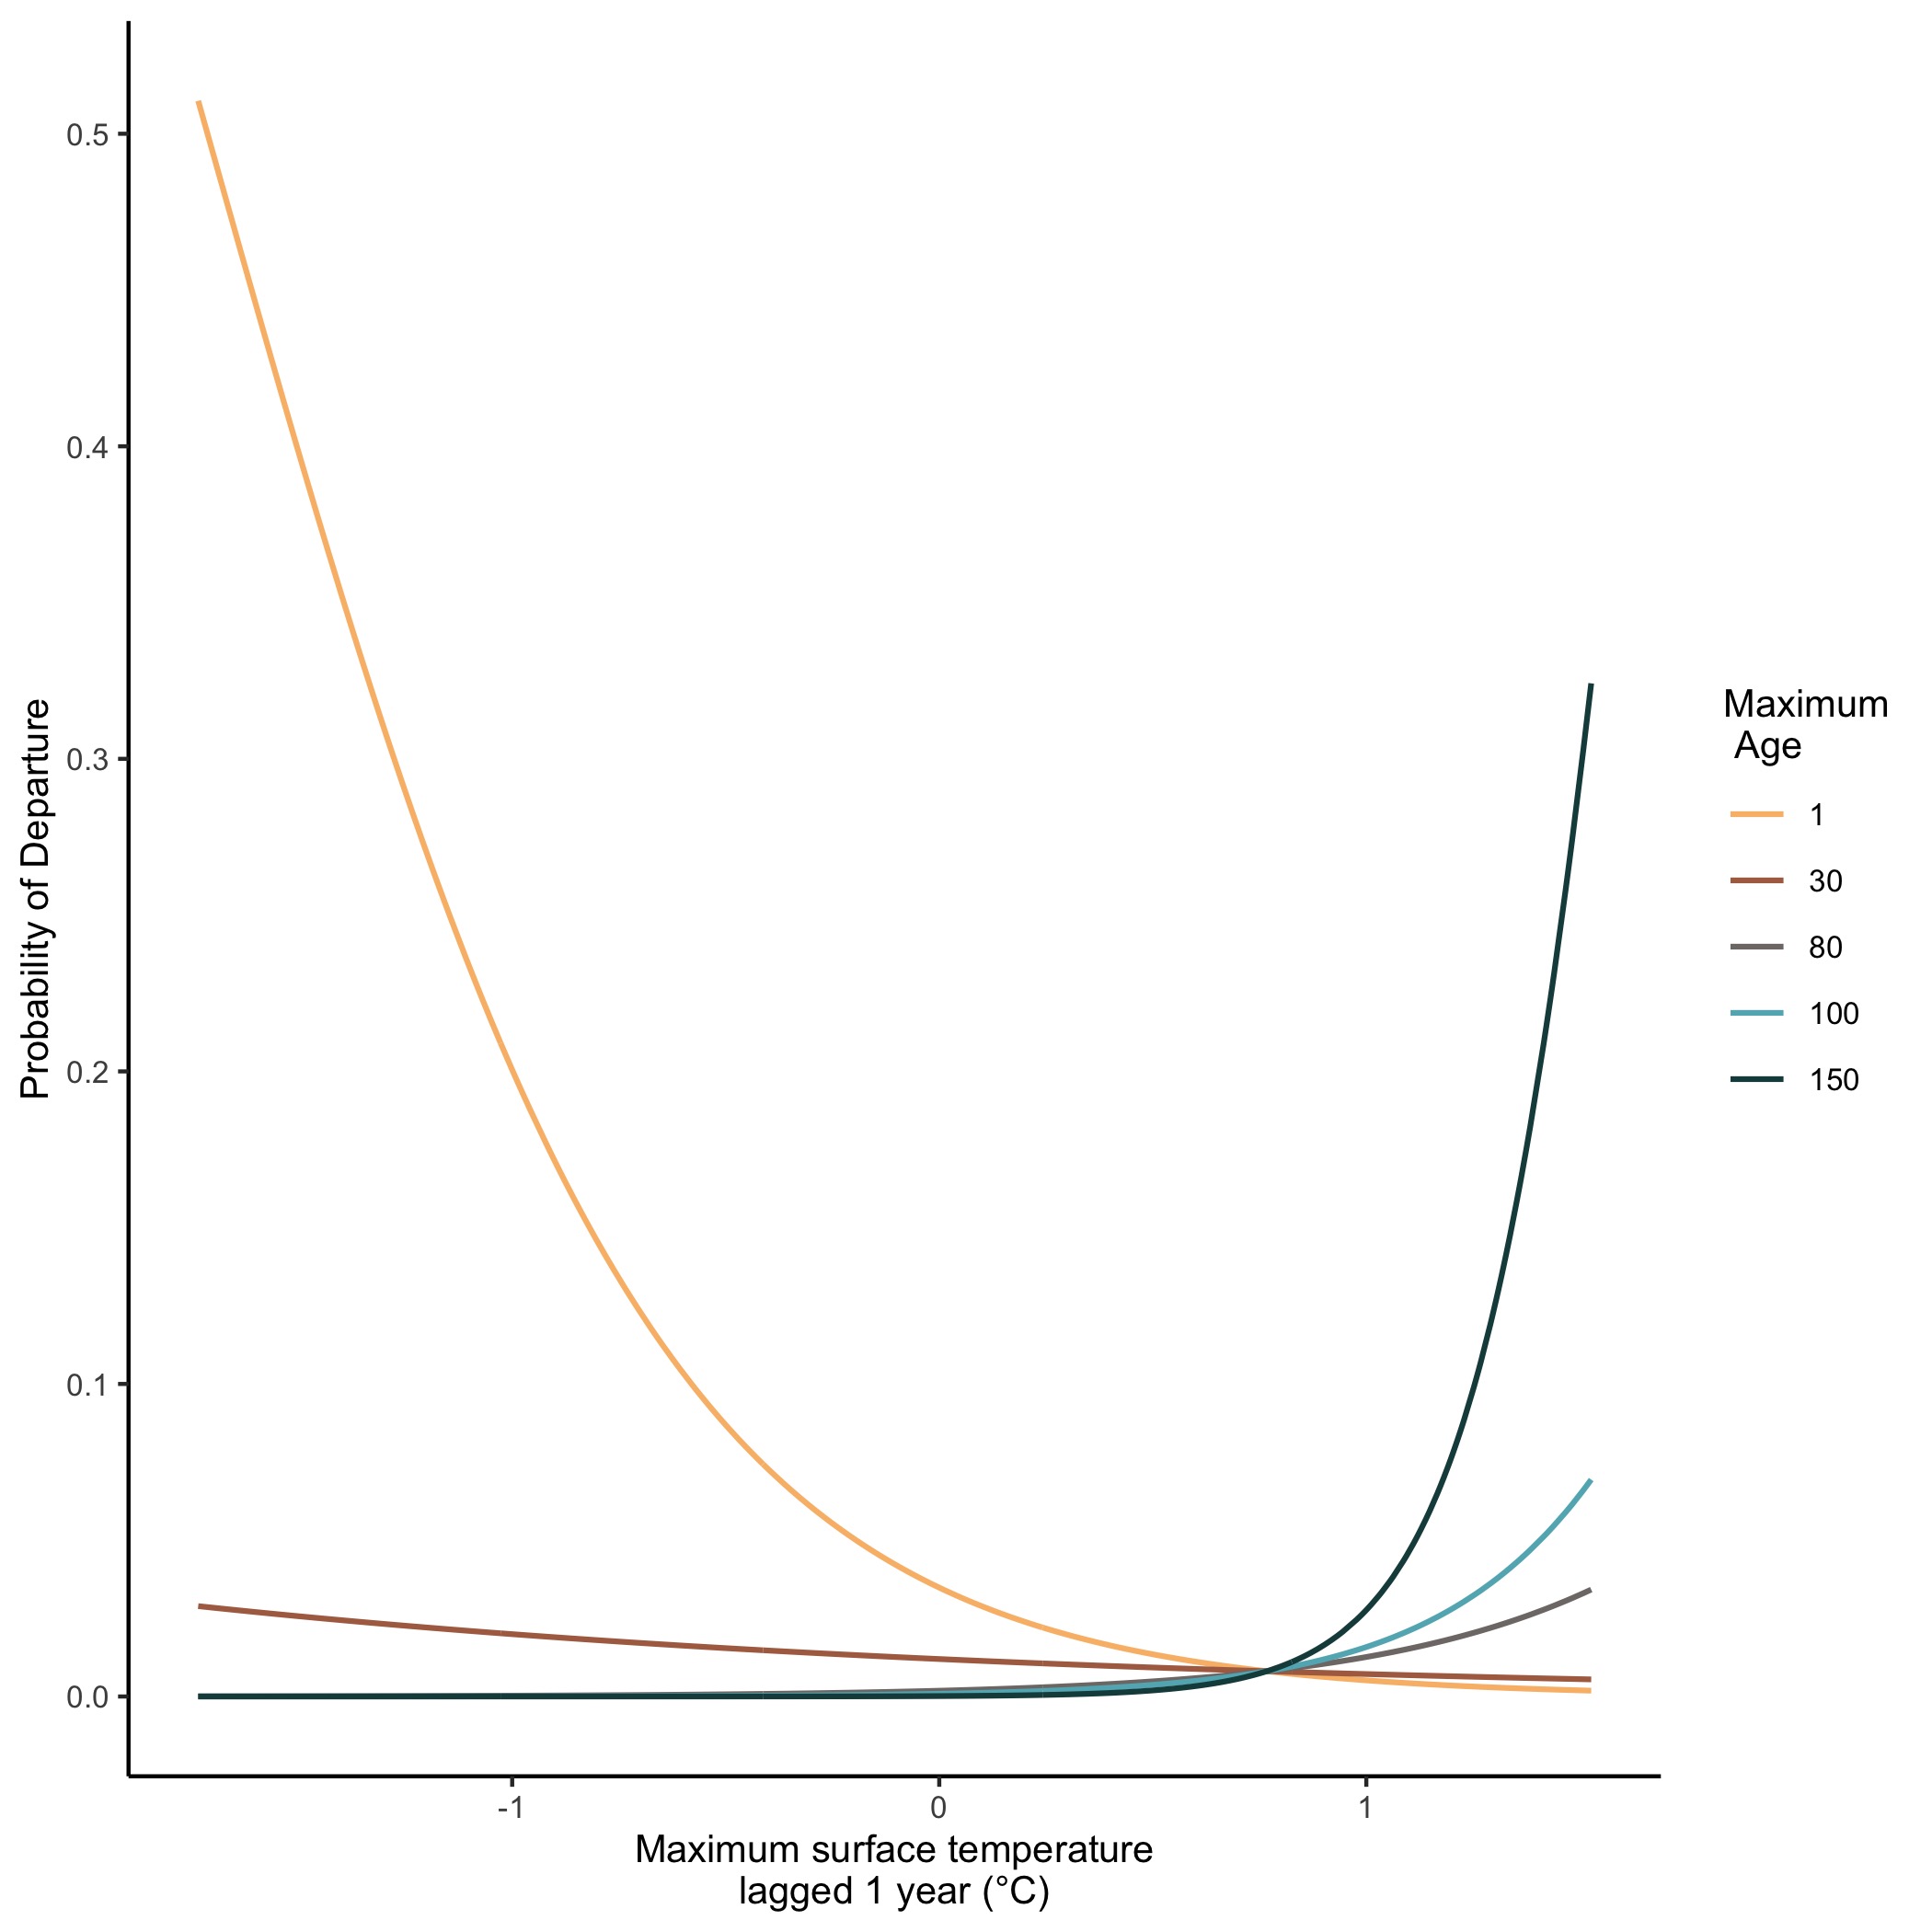 0.5
0.4
0.3
0.2
0.1
0.0
Probability of Departure
-1
0
1
Maximum surface temperature
lagged 1 year (°C)
Maximum
Age
1
30
80
100
150